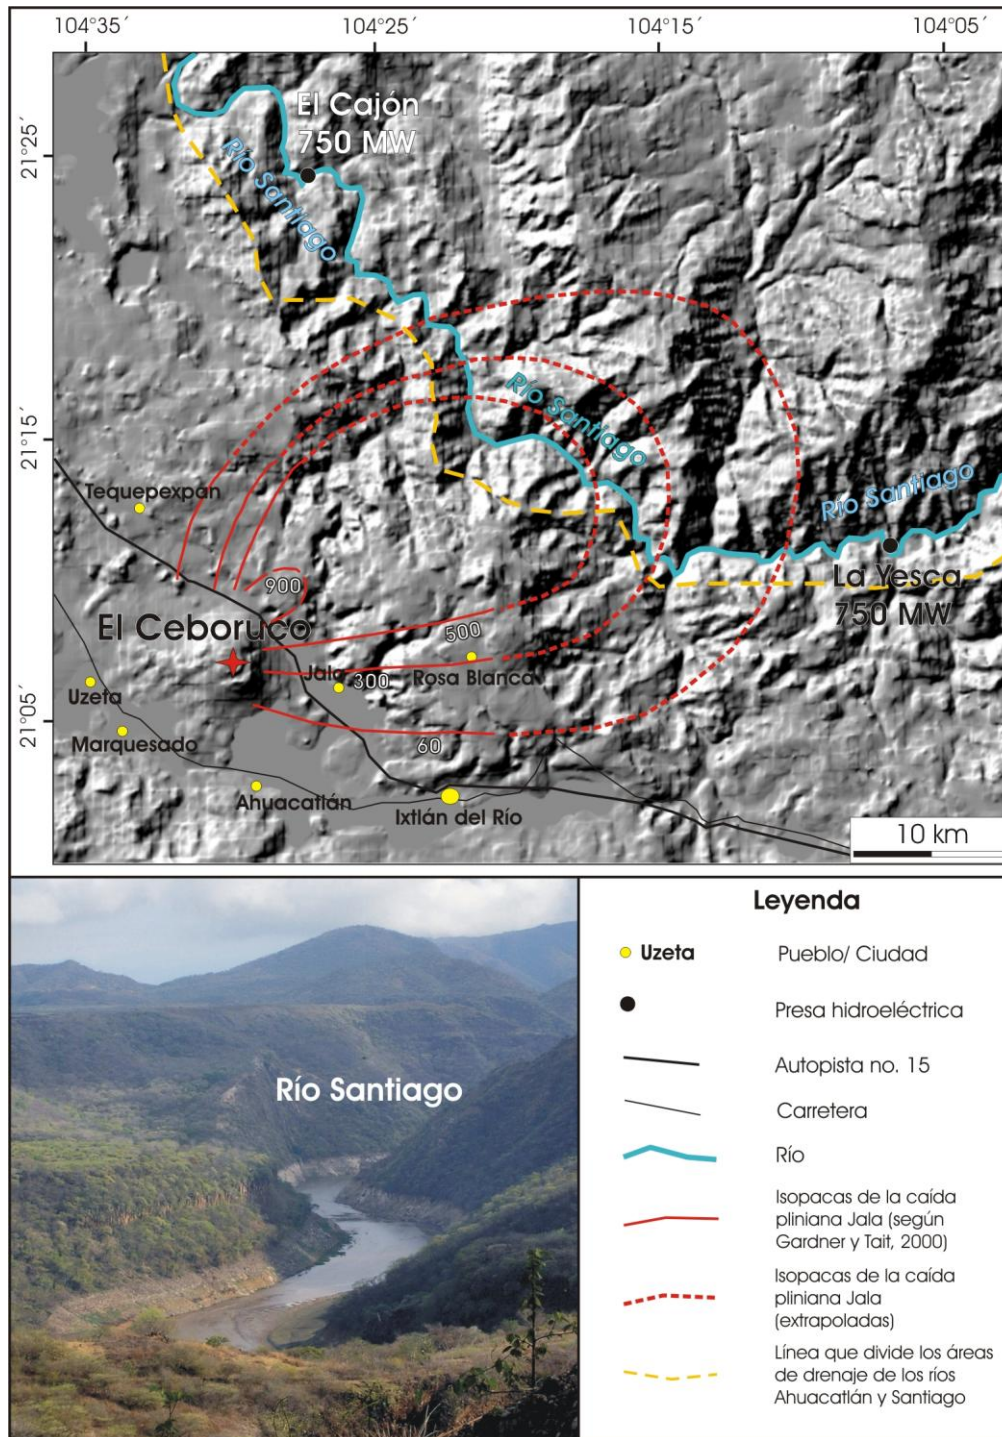 104°35´ 104°25´ 104°15´ 104°05´
21°25´
21°15´
21°05´
El Cajón
750 MW
Río Santiago
Río Santiago
Río Santiago
La Yesca
750 MW
Tequepexpan
900
El Ceboruco
500
Jala
300
Rosa Blanca
Uzeta
60
Marquesado
Ahuacatlán
Ixtlán del Río
10 km
Río Santiago
Leyenda
Uzeta Pueblo/ Ciudad
Presa hidroeléctrica
Autopista no. 15
Carretera
Río
Isopacas de la caída
pliniana Jala (según
Gardner y Tait, 2000)
Isopacas de la caída
pliniana Jala
(extrapoladas)
Línea que divide los áreas
de drenaje de los ríos
Ahuacatlán y Santiago